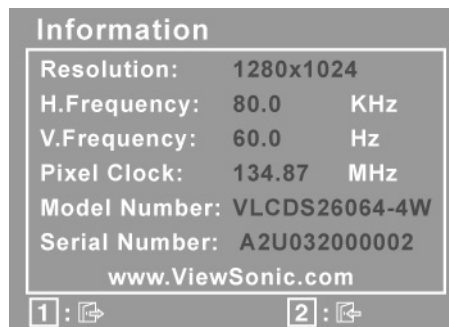 Information
Resolution: 1280x1024
H.Frequency: 80.0 KHz
V.Frequency: 60.0 Hz
Pixel Clock: 134.87 MHz
Model Number: VLCDS26064-4W
Serial Number: A2U032000002
www.ViewSonic.com
1 : 2 :